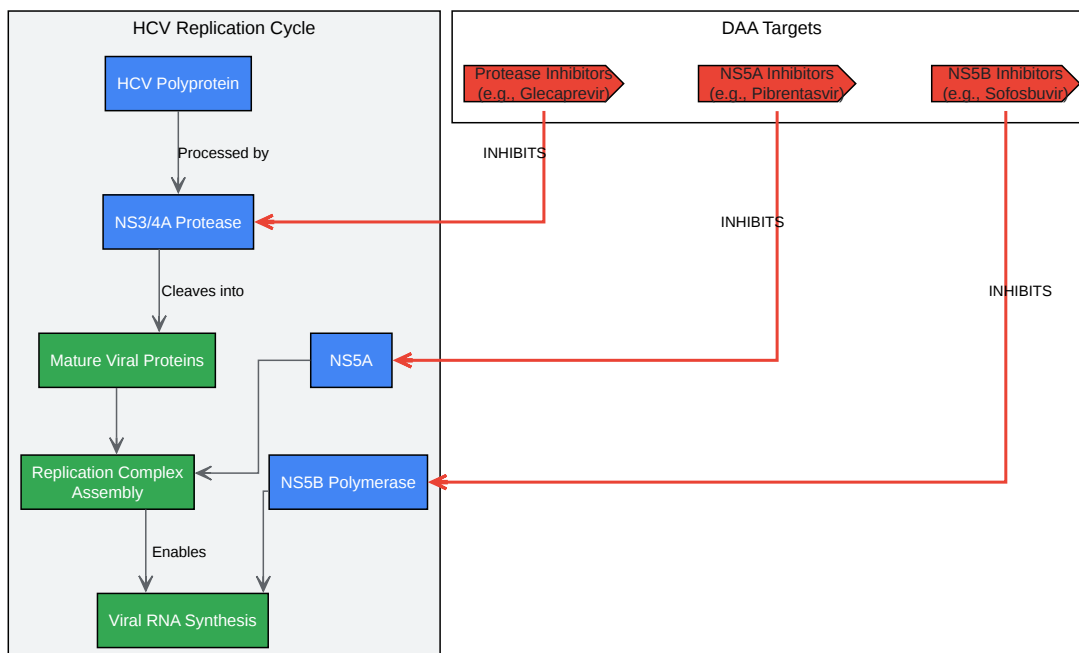 HCV Replication Cycle
HCV Polyprotein
Processed by
NS3/4A Protease
Cleaves into
Mature Viral Proteins
NS5A
Replication Complex
Assembly
NS5B Polymerase
Enables
Viral RNA Synthesis
DAA Targets
Protease Inhibitors
(e.g., Glecaprevir)
NS5A Inhibitors
(e.g., Pibrentasvir)
NS5B Inhibitors
(e.g., Sofosbuvir)
INHIBITS
INHIBITS
INHIBITS